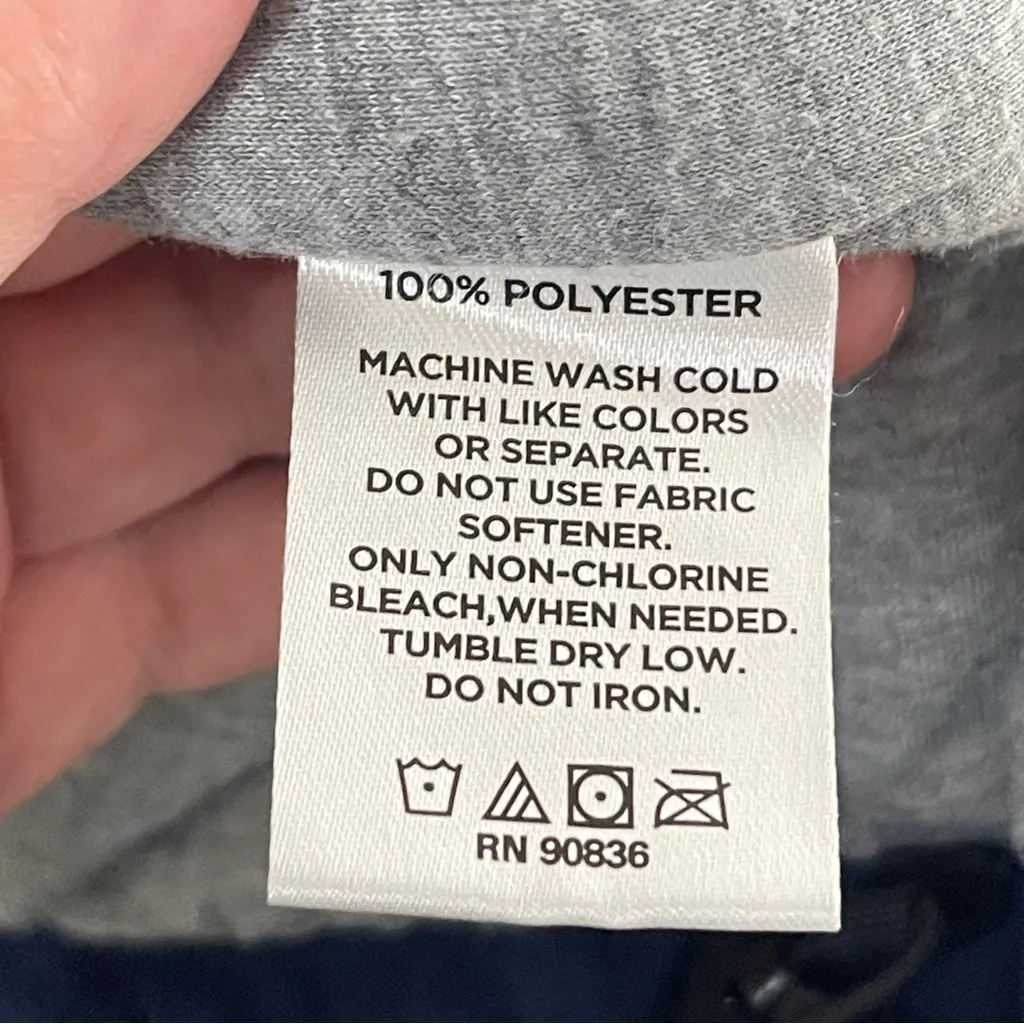 100% POLYESTER
MACHINE WASH COLD
WITH LIKE COLORS
OR SEPARATE.
DO NOT USE FABRIC
SOFTENER.
ONLY NON-CHLORINE
BLEACH,WHEN NEEDED.
TUMBLE DRY LOW.
DO NOT IRON.
RN 90836